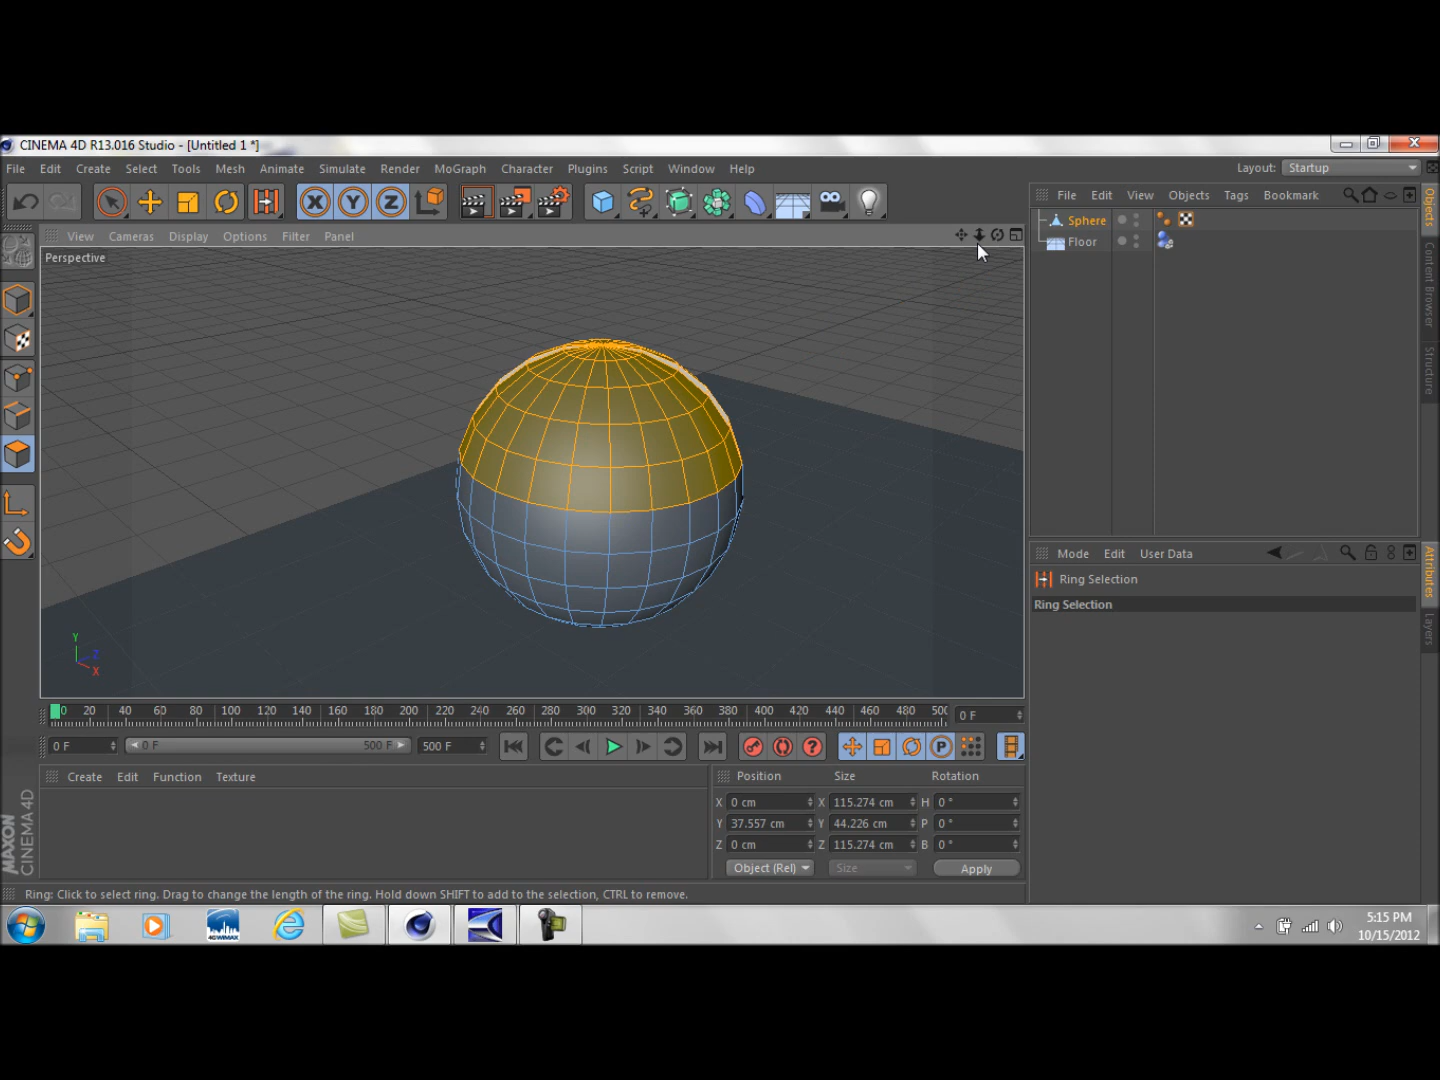 CINEMA 4D R13.016 Studio - [Untitled 1 *]
File Edit Create Select Tools Mesh Simulate Render MoGraph Character Animate Plugins Script Window Help
Layout: Startup
File Edit View Objects Tags Bookmark
View Cameras Display Options Filter Panel
Perspective
Sphere
Floor
Objects
Content Browser
Structure
Mode Edit User Data
Ring Selection
Ring Selection
Attributes
Layers
Y
Z
X
0 20 40 60 80 100 120 140 160 180 200 220 240 260 280 300 320 340 360 380 400 420 440 460 480 500
0 F
0 F 0 F 500 F 500 F
Create Edit Function Texture
Position Size Rotation
X 0 cm X 115.274 cm H 0 °
Y 37.557 cm Y 44.226 cm P 0 °
Z 0 cm Z 115.274 cm B 0 °
Object (Rel) Size Apply
MAXON
CINEMA 4D
Ring: Click to select ring. Drag to change the length of the ring. Hold down SHIFT to add to the selection, CTRL to remove.
5:15 PM
10/15/2012